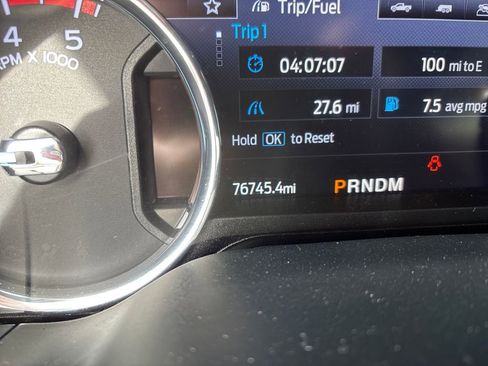 Trip/Fuel
Trip 1
4 5
RPM X 1000
04:07:07
100 mi to E
27.6 mi
7.5 avg mpg
Hold OK to Reset
76745.4mi
PRNDM